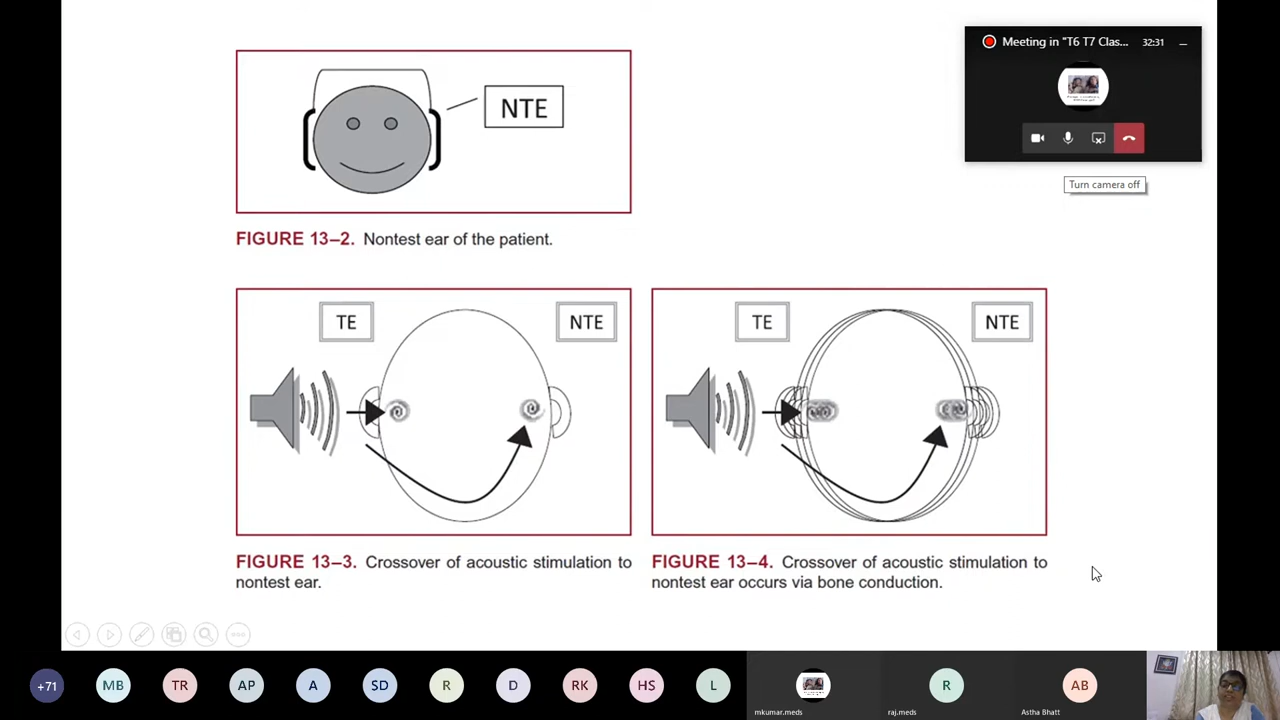 Meeting in "T6 T7 Clas...
32:31
Turn camera off
NTE
FIGURE 13–2. Nontest ear of the patient.
TE
NTE
TE
NTE
FIGURE 13–3. Crossover of acoustic stimulation to
nontest ear.
FIGURE 13–4. Crossover of acoustic stimulation to
nontest ear occurs via bone conduction.
+71
MB
TR
AP
A
SD
R
D
RK
HS
L
R
AB
mkumar.meds
raj.meds
Astha Bhatt